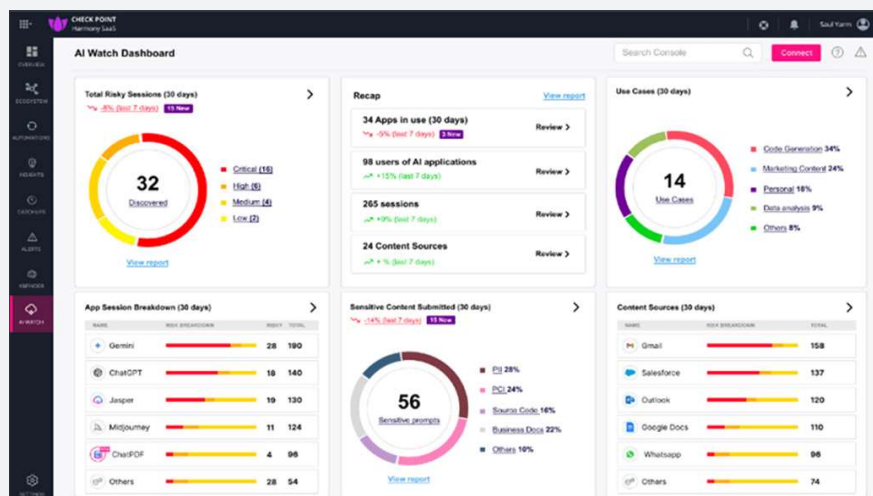 CHECK POINT
Harmony SaaS
Saul Yarm
OVERVIEW
ECOSYSTEM
AUTOMATIONS
INSIGHTS
ALERTS
AI WATCH
AI Watch Dashboard
Search Console
Connect
Total Risky Sessions (30 days)
-8% (last 7 days) 15 New
32
Discovered
Critical (16)
High (6)
Medium (4)
Low (2)
View report
Recap
View report
34 Apps in use (30 days)
-5% (last 7 days) 3 New
Review
98 users of AI applications
+15% (last 7 days)
Review
265 sessions
+9% (last 7 days)
24 Content Sources
+ % (last 7 days)
Review
Use Cases (30 days)
14
Use Cases
Code Generation 34%
Marketing Content 24%
Personal 18%
Data analysis 9%
Others 8%
View report
App Session Breakdown (30 days)
NAME RISK BREAKDOWN RISKY TOTAL
Gemini 28 190
ChatGPT 18 140
Jasper 19 130
Midjourney 11 124
ChatPDF 4 96
Others 28 54
Sensitive Content Submitted (30 days)
-14% (last 7 days) 15 New
56
Sensitive prompts
PII 28%
PCI 24%
Source Code 16%
Business Docs 22%
Others 10%
View report
Content Sources (30 days)
NAME RISK BREAKDOWN TOTAL
Gmail 158
Salesforce 137
Outlook 120
Google Docs 110
Whatsapp 96
Others 74